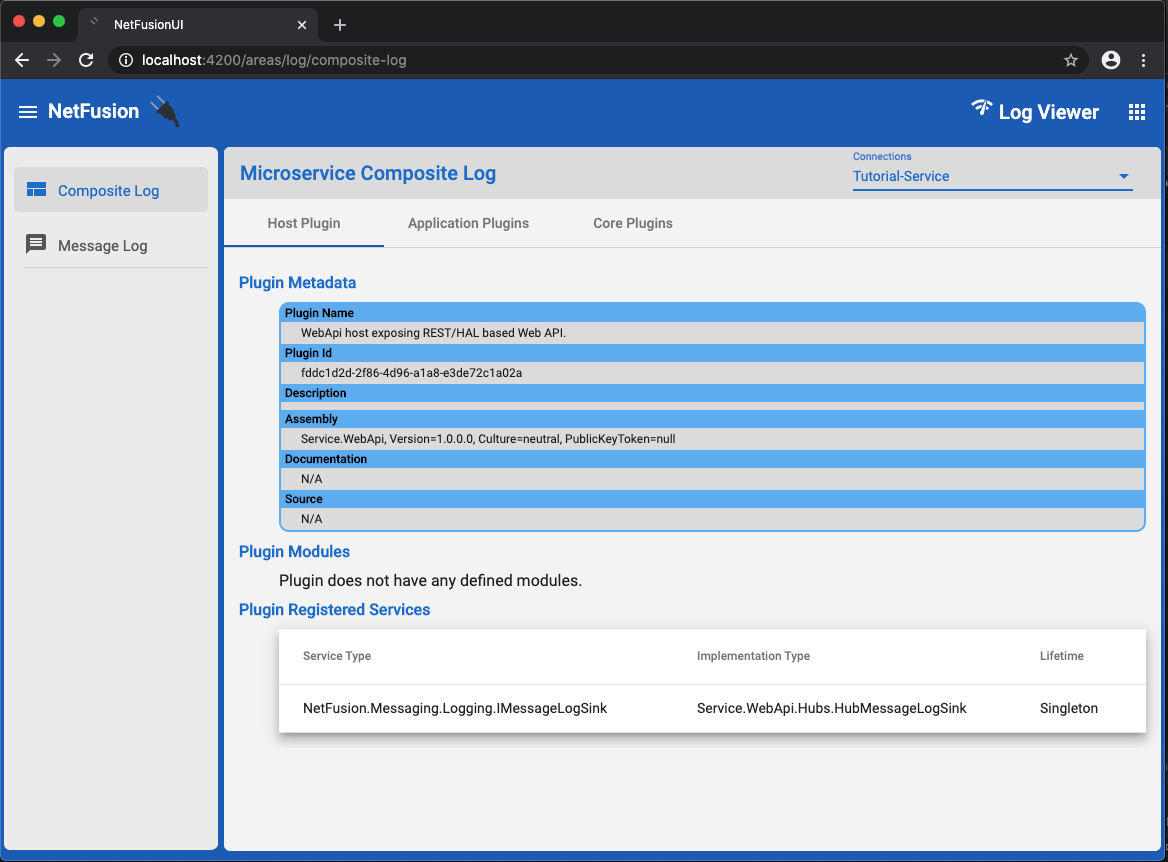 NetFusionUI
localhost:4200/areas/log/composite-log
NetFusion
Log Viewer
Composite Log
Message Log
Microservice Composite Log
Connections
Tutorial-Service
Host Plugin Application Plugins Core Plugins
Plugin Metadata
Plugin Name
WebApi host exposing REST/HAL based Web API.
Plugin Id
fddc1d2d-2f86-4d96-a1a8-e3de72c1a02a
Description
Assembly
Service.WebApi, Version=1.0.0.0, Culture=neutral, PublicKeyToken=null
Documentation
N/A
Source
N/A
Plugin Modules
Plugin does not have any defined modules.
Plugin Registered Services
Service Type Implementation Type Lifetime
NetFusion.Messaging.Logging.IMessageLogSink Service.WebApi.Hubs.HubMessageLogSink Singleton